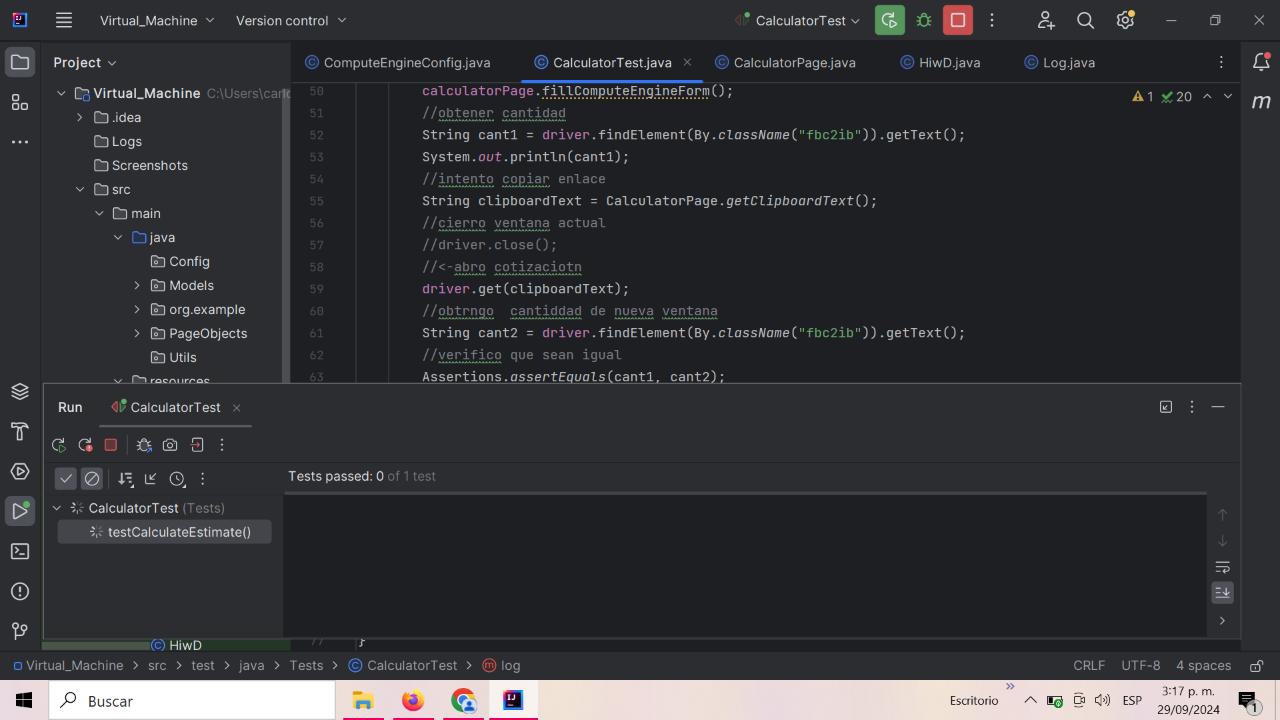 Virtual_Machine
Version control
CalculatorTest
Project
ComputeEngineConfig.java
CalculatorTest.java
CalculatorPage.java
HiwD.java
Log.java
Virtual_Machine C:\Users\carlo
.idea
Logs
Screenshots
src
main
java
Config
Models
org.example
PageObjects
Utils
resources
1 20
50 calculatorPage.fillComputeEngineForm();
51 //obtener cantidad
52 String cant1 = driver.findElement(By.className("fbc2ib")).getText();
53 System.out.println(cant1);
54 //intento copiar enlace
55 String clipboardText = CalculatorPage.getClipboardText();
56 //cierro ventana actual
57 //driver.close();
58 //<-abro cotizaciotn
59 driver.get(clipboardText);
60 //obtrngo  cantiddad de nueva ventana
61 String cant2 = driver.findElement(By.className("fbc2ib")).getText();
62 //verifico que sean igual
63 Assertions.assertEquals(cant1, cant2);
Run
CalculatorTest
Tests passed: 0 of 1 test
CalculatorTest (Tests)
testCalculateEstimate()
HiwD
77 }
Virtual_Machine > src > test > java > Tests > CalculatorTest > log
CRLF UTF-8 4 spaces
Buscar
Escritorio
ESP
3:17 p. m.
29/09/2024
1